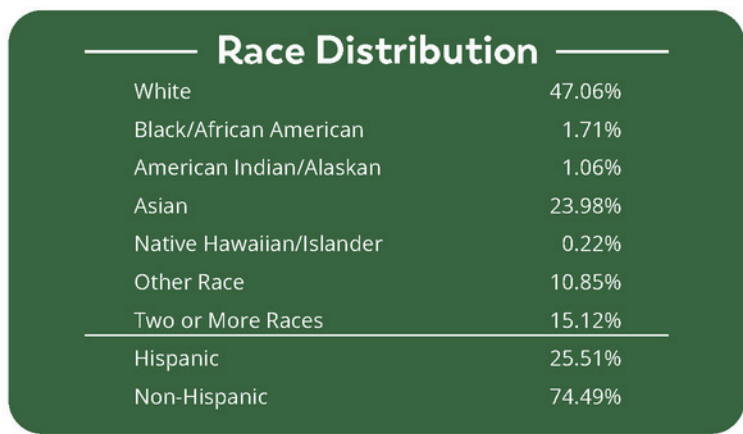 Race Distribution
White 47.06%
Black/African American 1.71%
American Indian/Alaskan 1.06%
Asian 23.98%
Native Hawaiian/Islander 0.22%
Other Race 10.85%
Two or More Races 15.12%
Hispanic 25.51%
Non-Hispanic 74.49%